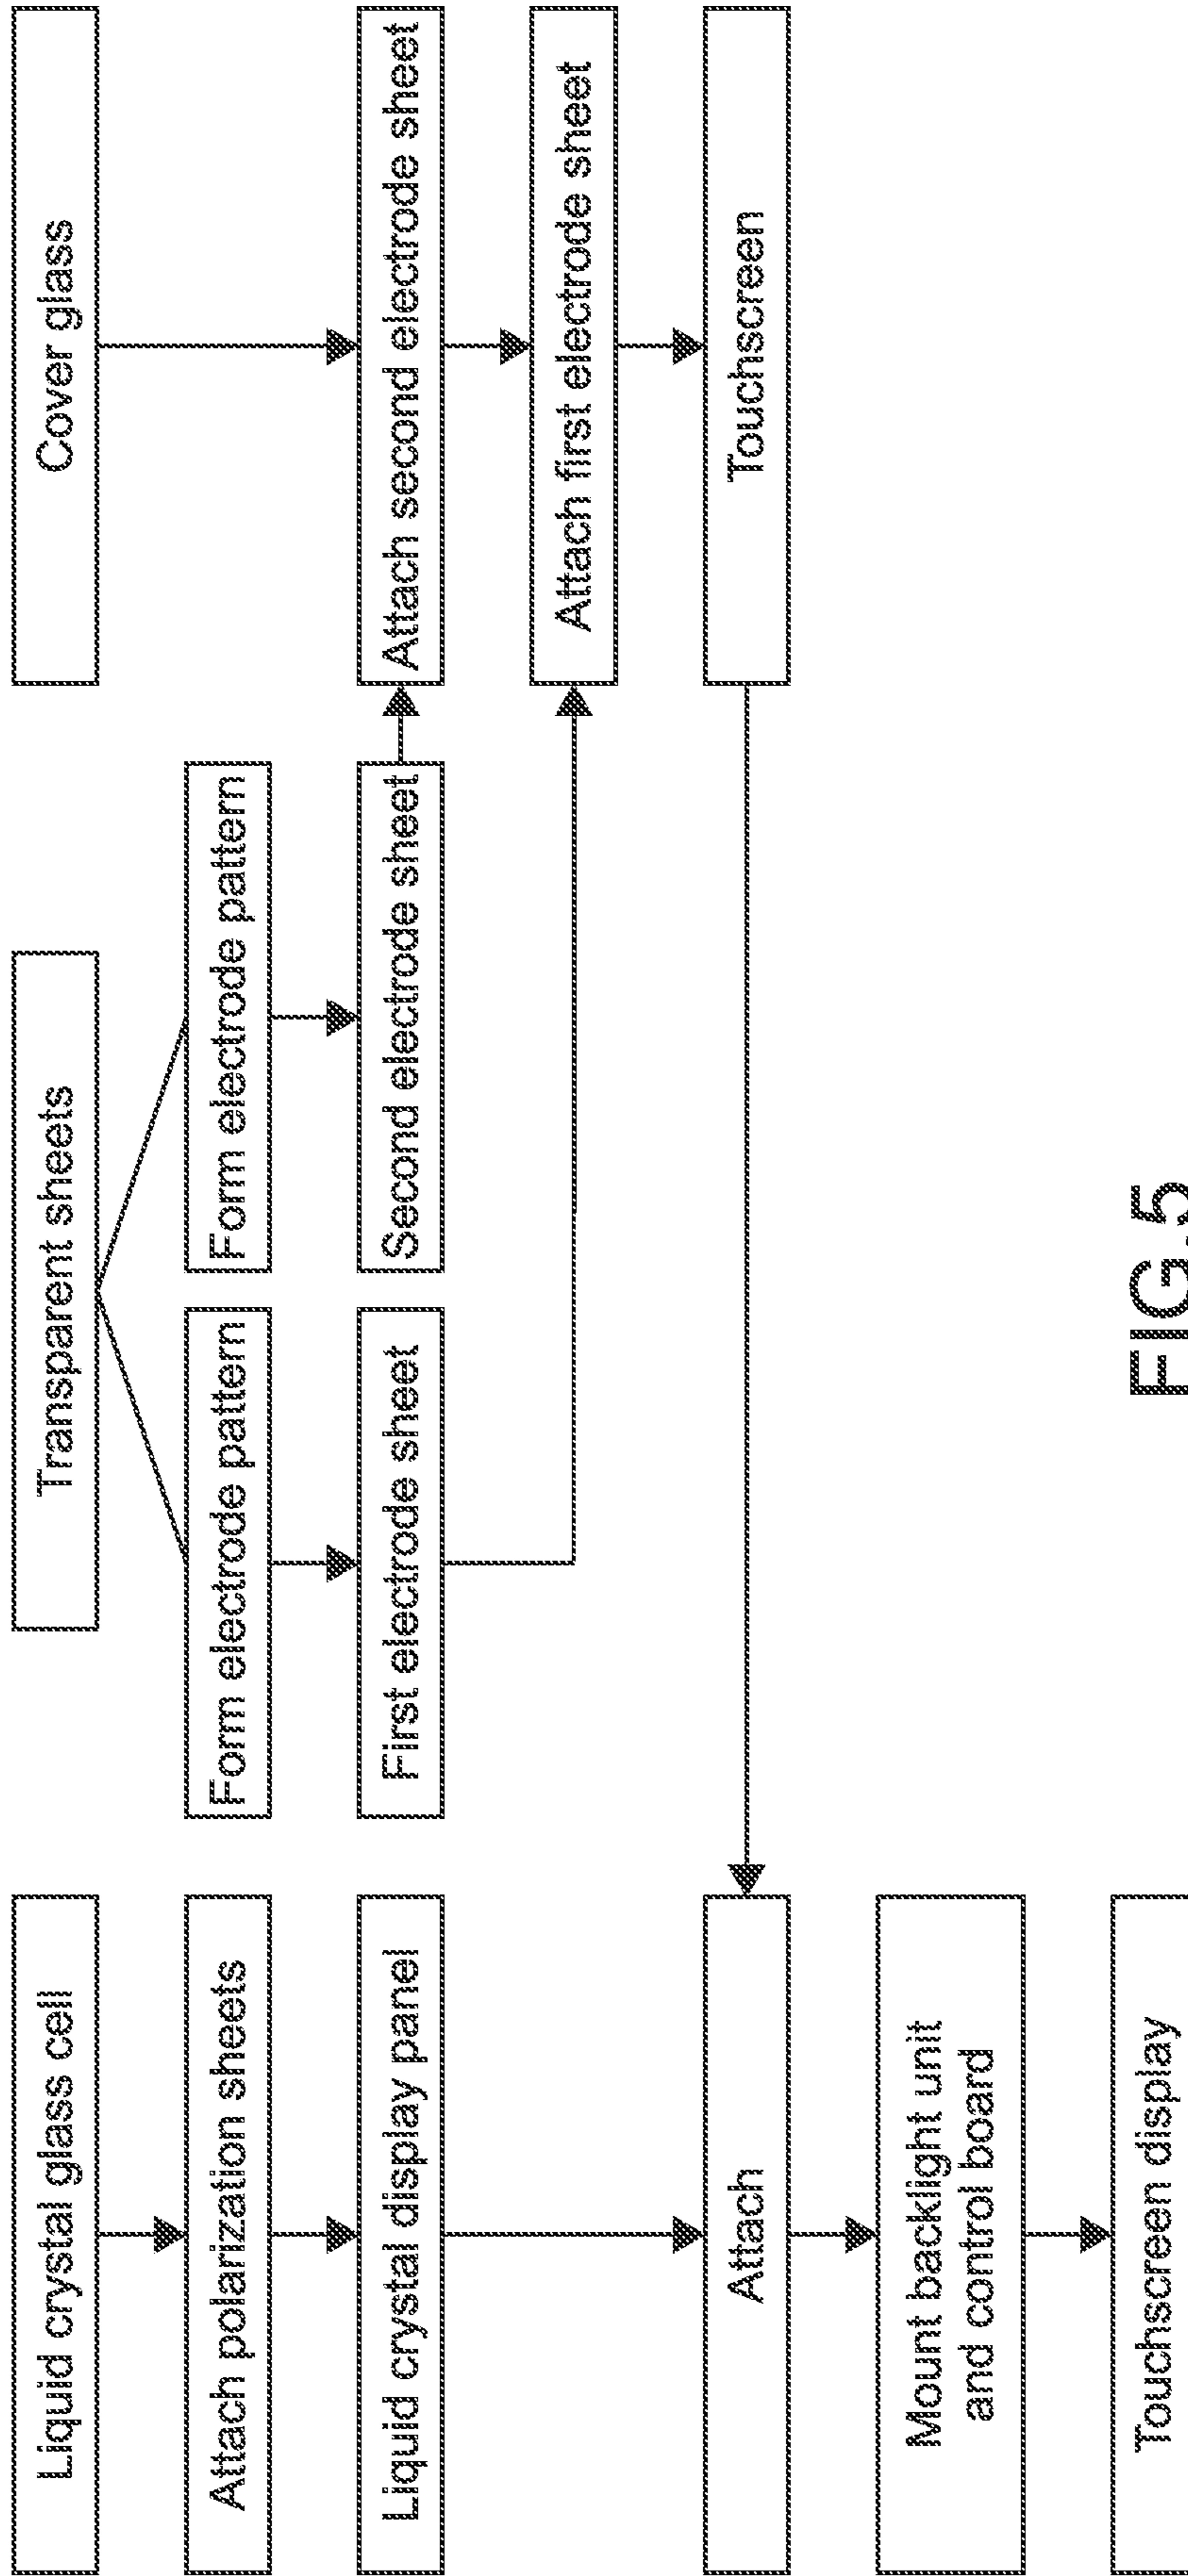 Liquid crystal glass cell
Attach polarization sheets
Liquid crystal display panel
Attach
Mount backlight unit
and control board
Touchscreen display
Transparent sheets
Form electrode pattern
First electrode sheet
Form electrode pattern
Second electrode sheet
Cover glass
Attach second electrode sheet
Attach first electrode sheet
Touchscreen
FIG.5